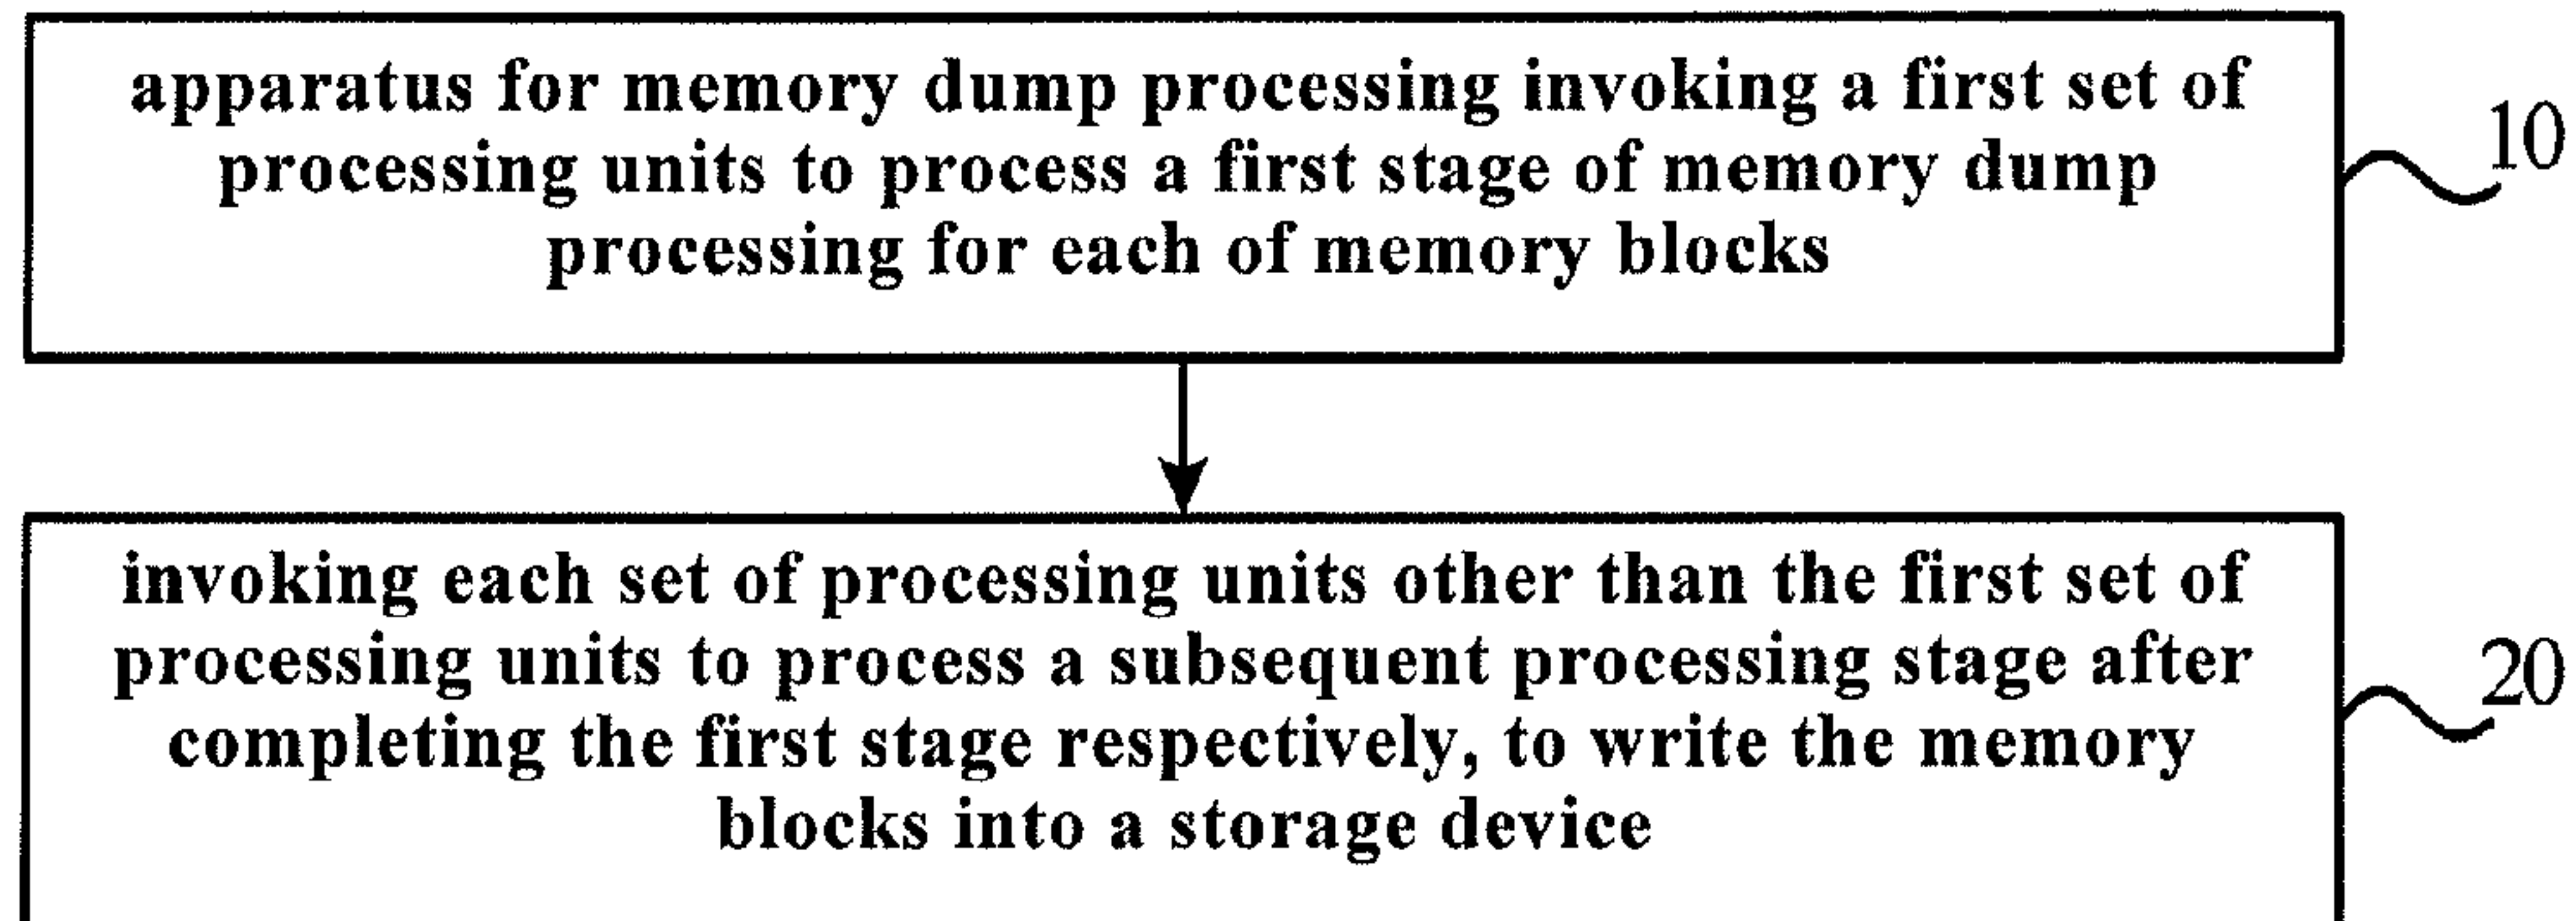 apparatus for memory dump processing invoking a first set of
processing units to process a first stage of memory dump
processing for each of memory blocks
10
invoking each set of processing units other than the first set of
processing units to process a subsequent processing stage after
completing the first stage respectively, to write the memory
blocks into a storage device
20